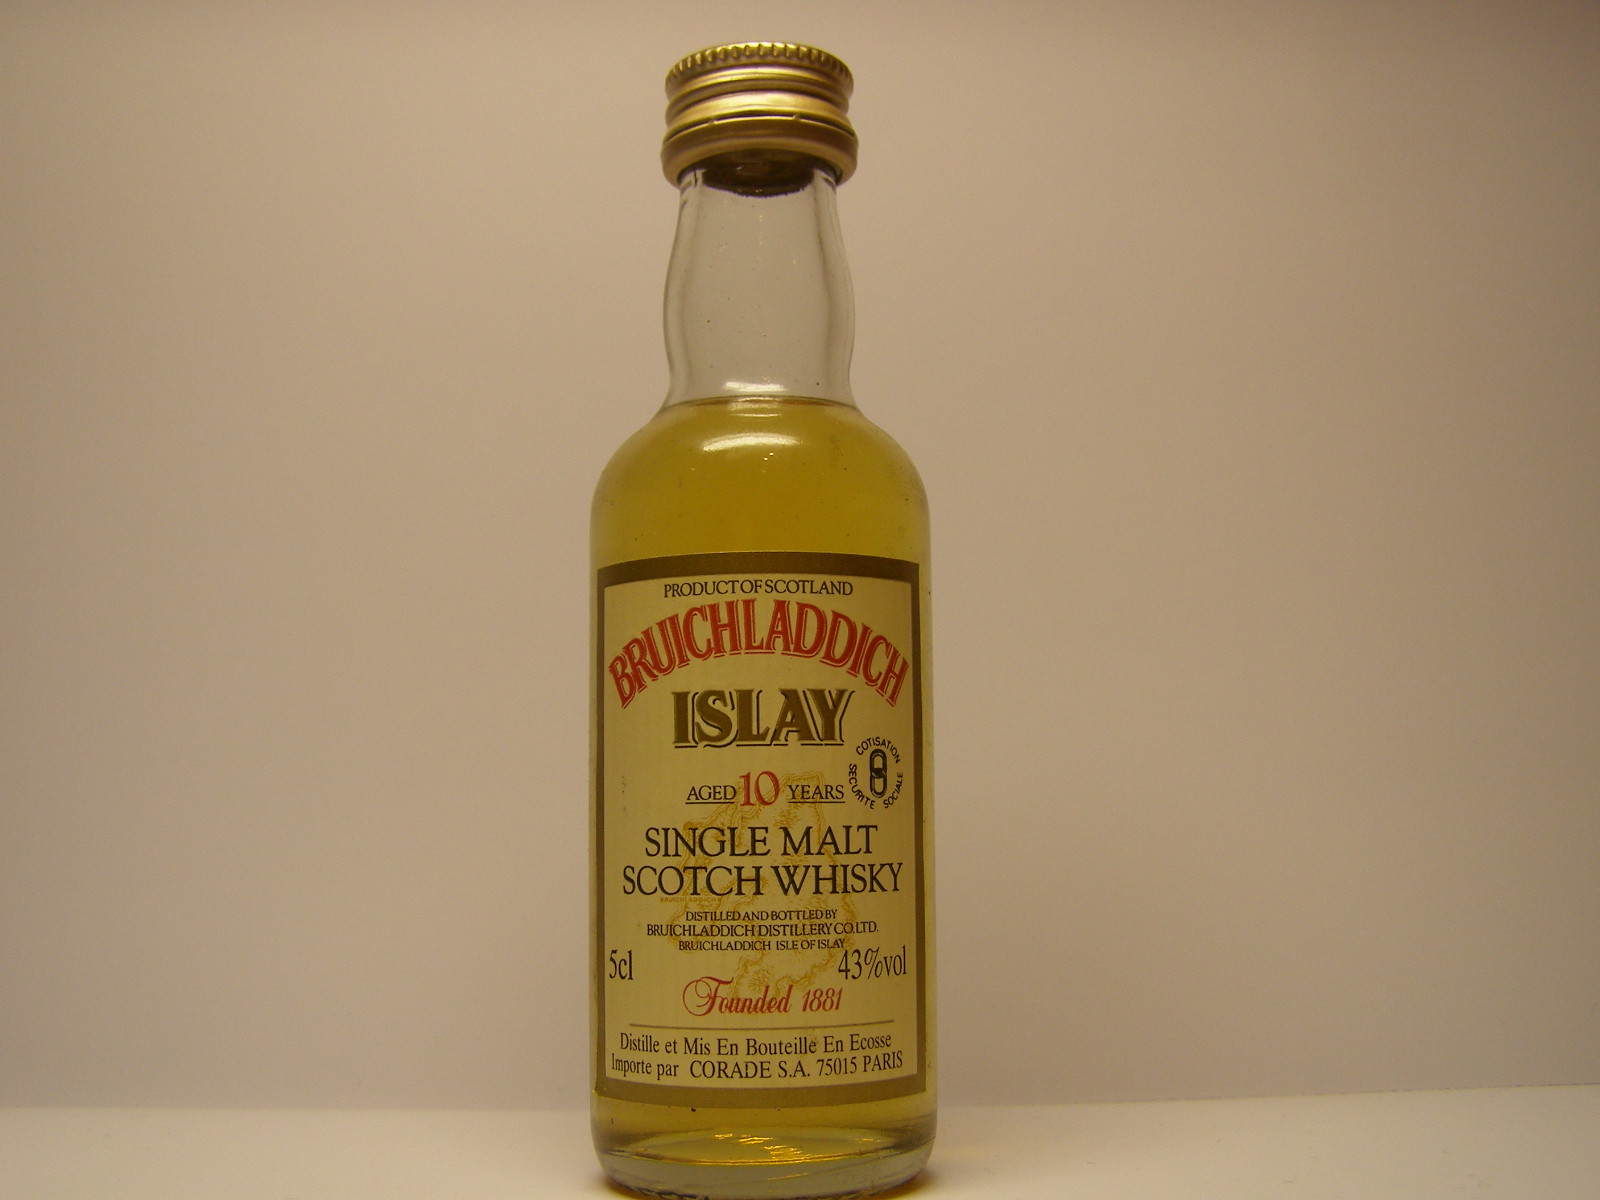 PRODUCT OF SCOTLAND
BRUICHLADDICH
ISLAY
COTISATION SECURITE SOCIALE
AGED 10 YEARS
SINGLE MALT
SCOTCH WHISKY
BRUICHLADDICH
DISTILLED AND BOTTLED BY
BRUICHLADDICH DISTILLERY CO. LTD.
BRUICHLADDICH ISLE OF ISLAY
5cl 43%vol
Founded 1881
Distille et Mis En Bouteille En Ecosse
Importe par CORADE S.A. 75015 PARIS